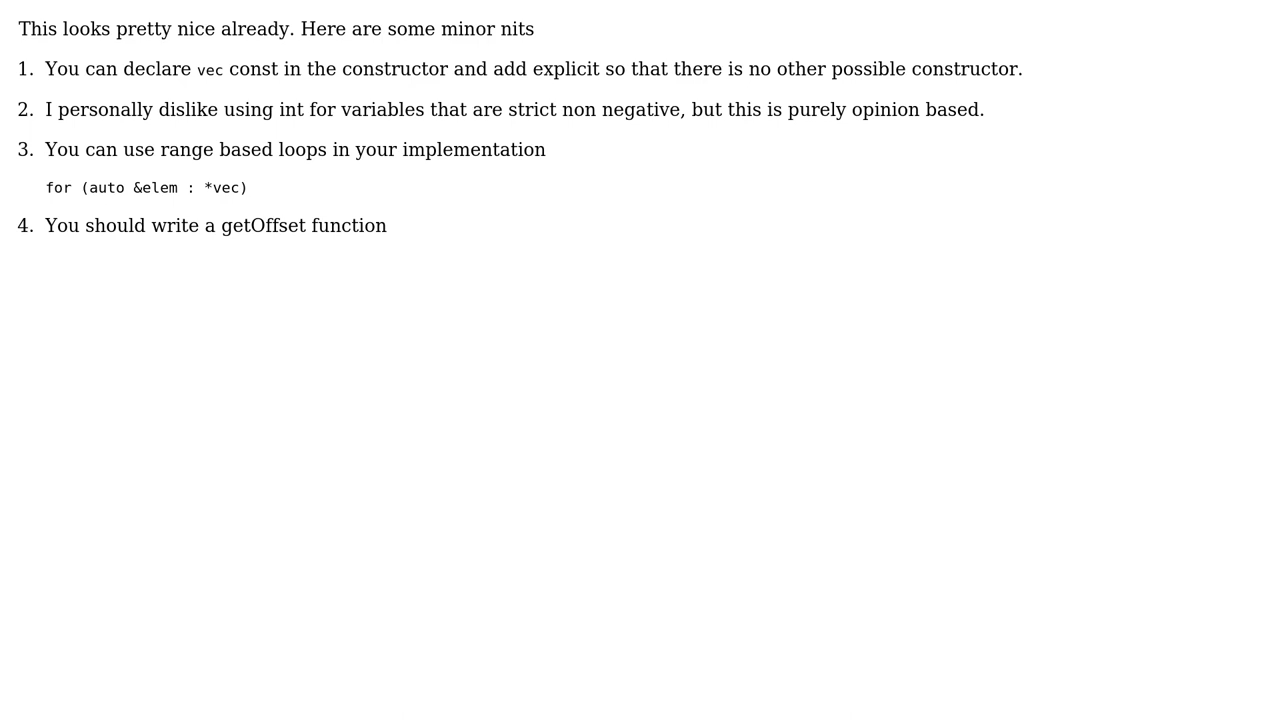 This looks pretty nice already. Here are some minor nits
1. You can declare vec const in the constructor and add explicit so that there is no other possible constructor.
2. I personally dislike using int for variables that are strict non negative, but this is purely opinion based.
3. You can use range based loops in your implementation
for (auto &elem : *vec)
4. You should write a getOffset function